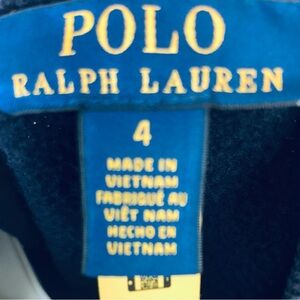 POLO
RALPH LAUREN
4
MADE IN
VIETNAM
FABRIQUÉ AU
VIÊT NAM
HECHO EN
VIETNAM